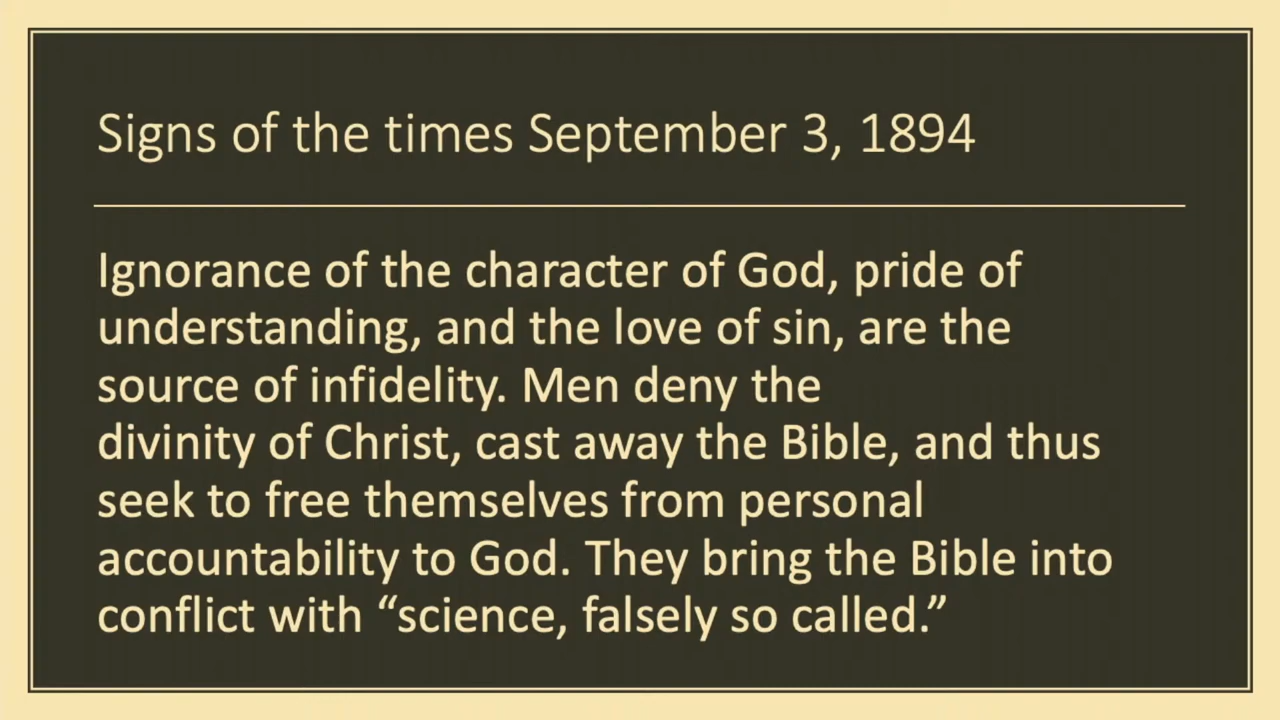 Signs of the times September 3, 1894
Ignorance of the character of God, pride of
understanding, and the love of sin, are the
source of infidelity. Men deny the
divinity of Christ, cast away the Bible, and thus
seek to free themselves from personal
accountability to God. They bring the Bible into
conflict with “science, falsely so called.”